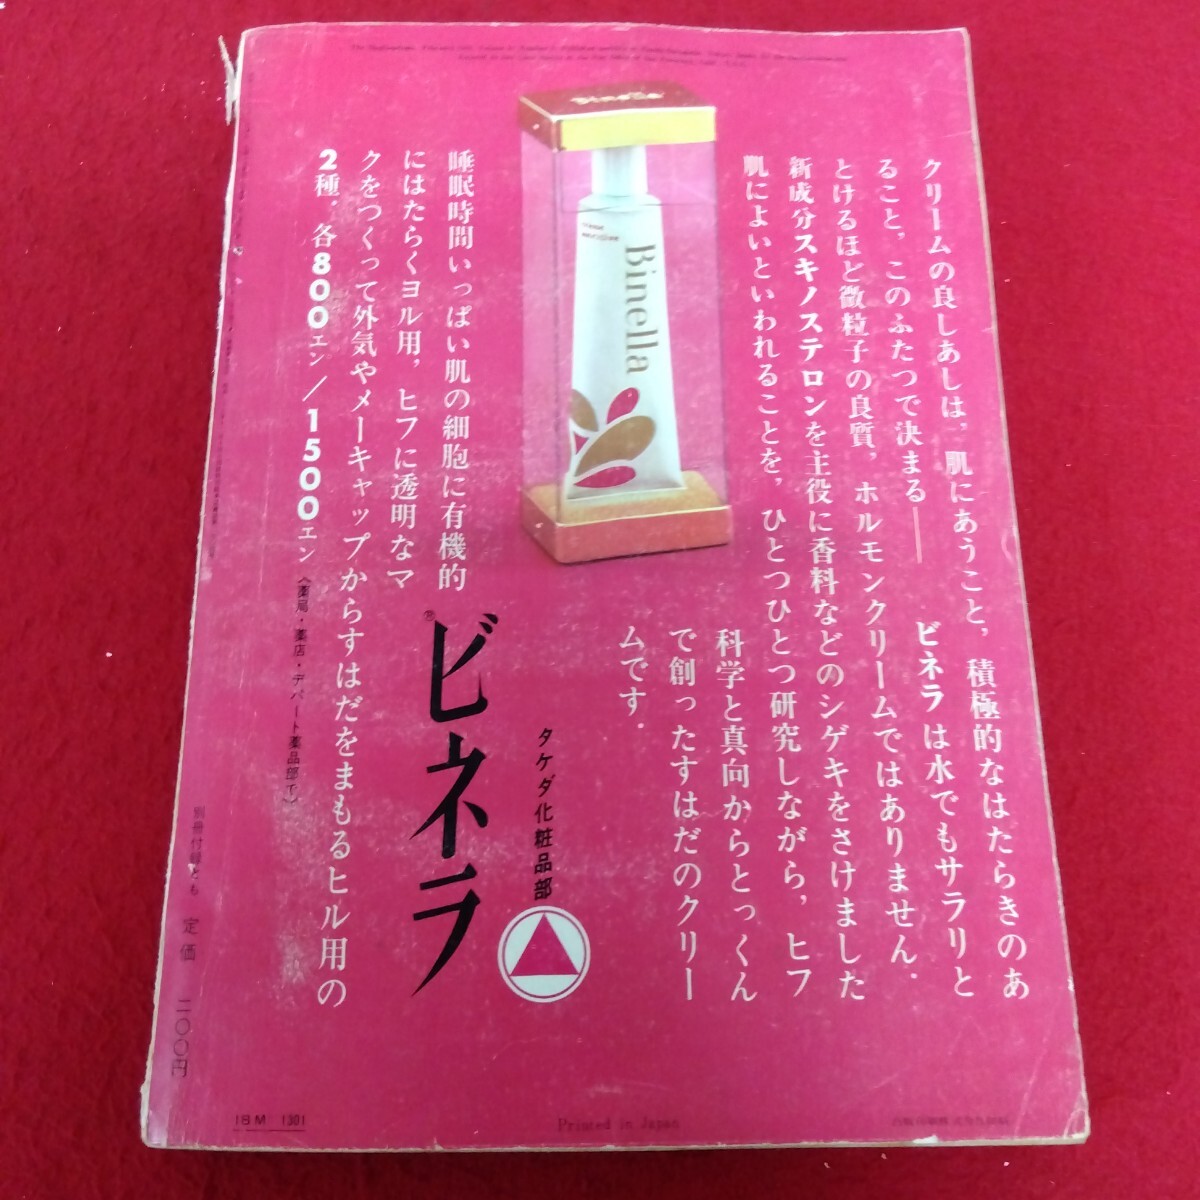 クリームの良しあしは，肌にあうこと，積極的なはたらきのあ
ること，このふたつで決まる──　ビネラは水でもサラリと
とけるほど微粒子の良質，ホルモンクリームではありません．
新成分スキノステロンを主役に香料などのシゲキをさけました
肌によいといわれることを，ひとつひとつ研究しながら，ヒフ
科学と真向からとっくん
で創ったすはだのクリー
ムです．
Binella
Binella
タケダ化粧品部
ビネラ
®
睡眠時間いっぱい肌の細胞に有機的
にはたらくヨル用，ヒフに透明なマ
クをつくって外気やメーキャップからすはだをまもるヒル用の
2種．各800エン／1500エン
〈薬局・薬店・デパート薬品部で〉
別冊付録とも
定価　二〇〇円
18M 1301
Printed in Japan